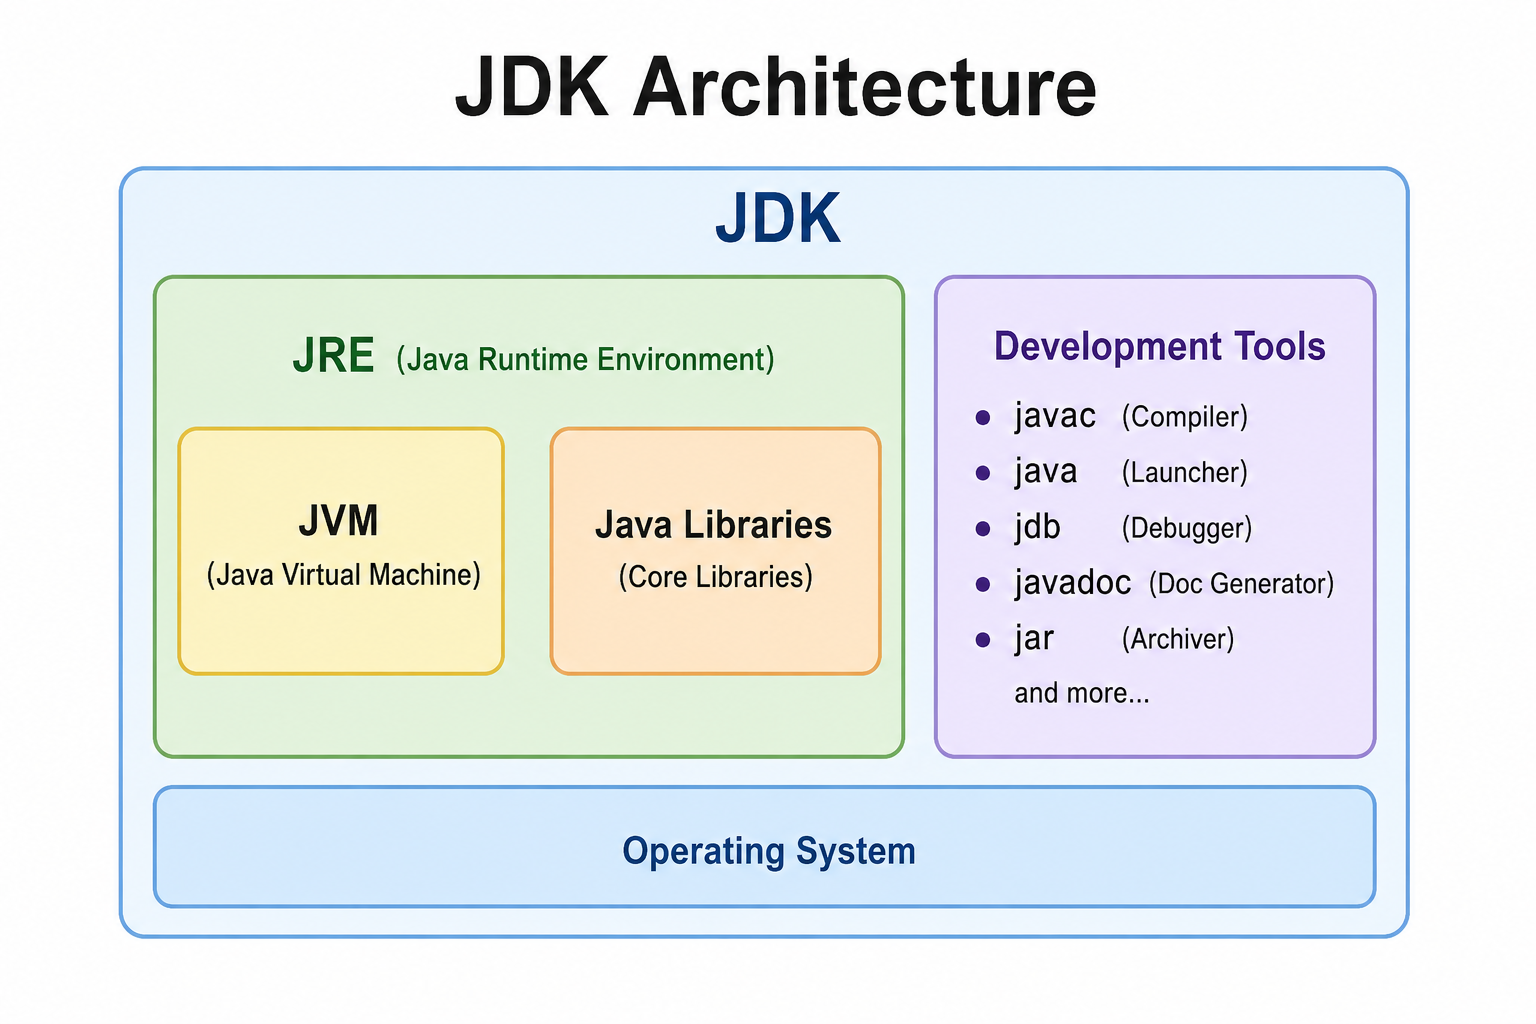 JDK Architecture
JDK
JRE (Java Runtime Environment)
JVM
(Java Virtual Machine)
Java Libraries
(Core Libraries)
Development Tools
• javac (Compiler)
• java (Launcher)
• jdb (Debugger)
• javadoc (Doc Generator)
• jar (Archiver)
and more...
Operating System